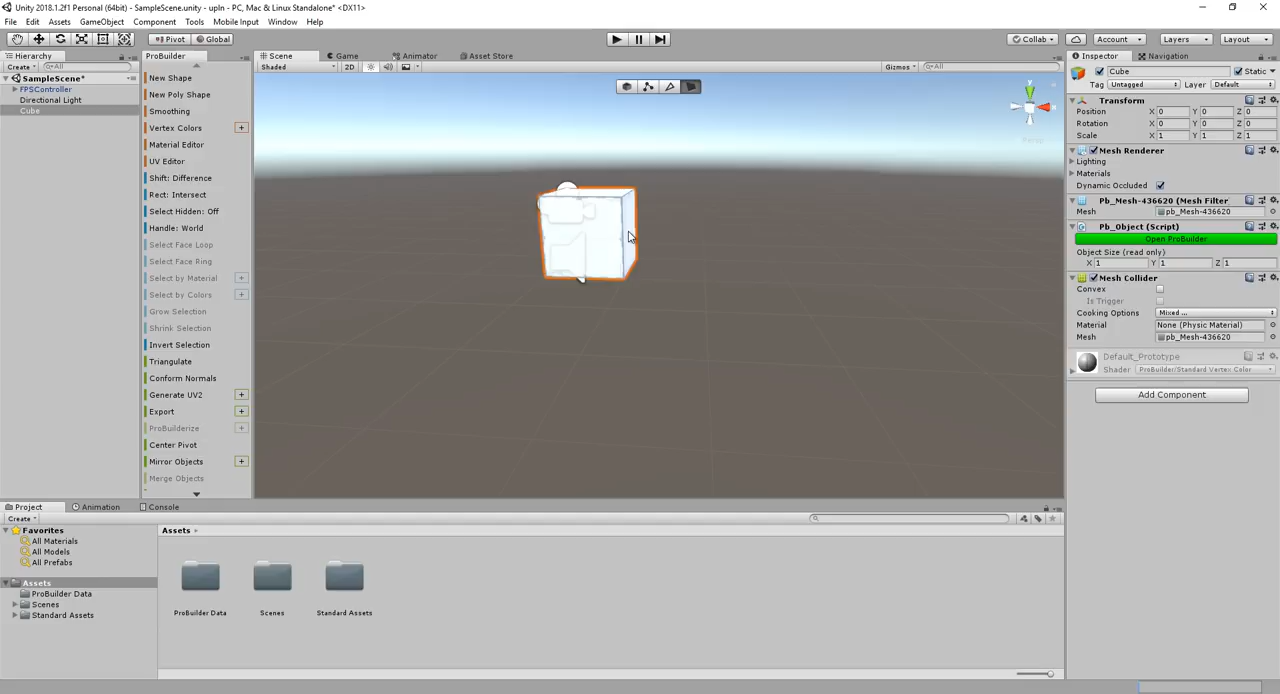 Unity 2018.1.2f1 Personal (64bit) - SampleScene.unity - upln - PC, Mac & Linux Standalone* <DX11>
File Edit Assets GameObject Component Tools Mobile Input Window Help
Pivot Global Collab Account Layers Layout
Hierarchy
Create All
SampleScene*
FPSController
Directional Light
Cube
ProBuilder
New Shape
New Poly Shape
Smoothing
Vertex Colors +
Material Editor
UV Editor
Shift: Difference
Rect: Intersect
Select Hidden: Off
Handle: World
Select Face Loop
Select Face Ring
Select by Material +
Select by Colors +
Grow Selection
Shrink Selection
Invert Selection
Triangulate
Conform Normals
Generate UV2 +
Export +
ProBuilderize +
Center Pivot
Mirror Objects +
Merge Objects
Scene Game Animator Asset Store
Shaded 2D Gizmos All
y
Persp
Inspector Navigation
Cube Static
Tag Untagged Layer Default
Transform
Position X 0 Y 0 Z 0
Rotation X 0 Y 0 Z 0
Scale X 1 Y 1 Z 1
Mesh Renderer
Lighting
Materials
Dynamic Occluded
Pb_Mesh-436620 (Mesh Filter
Mesh pb_Mesh-436620
Pb_Object (Script)
Open ProBuilder
Object Size (read only)
X 1 Y 1 Z 1
Mesh Collider
Convex
Is Trigger
Cooking Options Mixed ...
Material None (Physic Material)
Mesh pb_Mesh-436620
Default_Prototype
Shader ProBuilder/Standard Vertex Color
Add Component
Project Animation Console
Create
Favorites
All Materials
All Models
All Prefabs
Assets
ProBuilder Data
Scenes
Standard Assets
Assets
ProBuilder Data Scenes Standard Assets